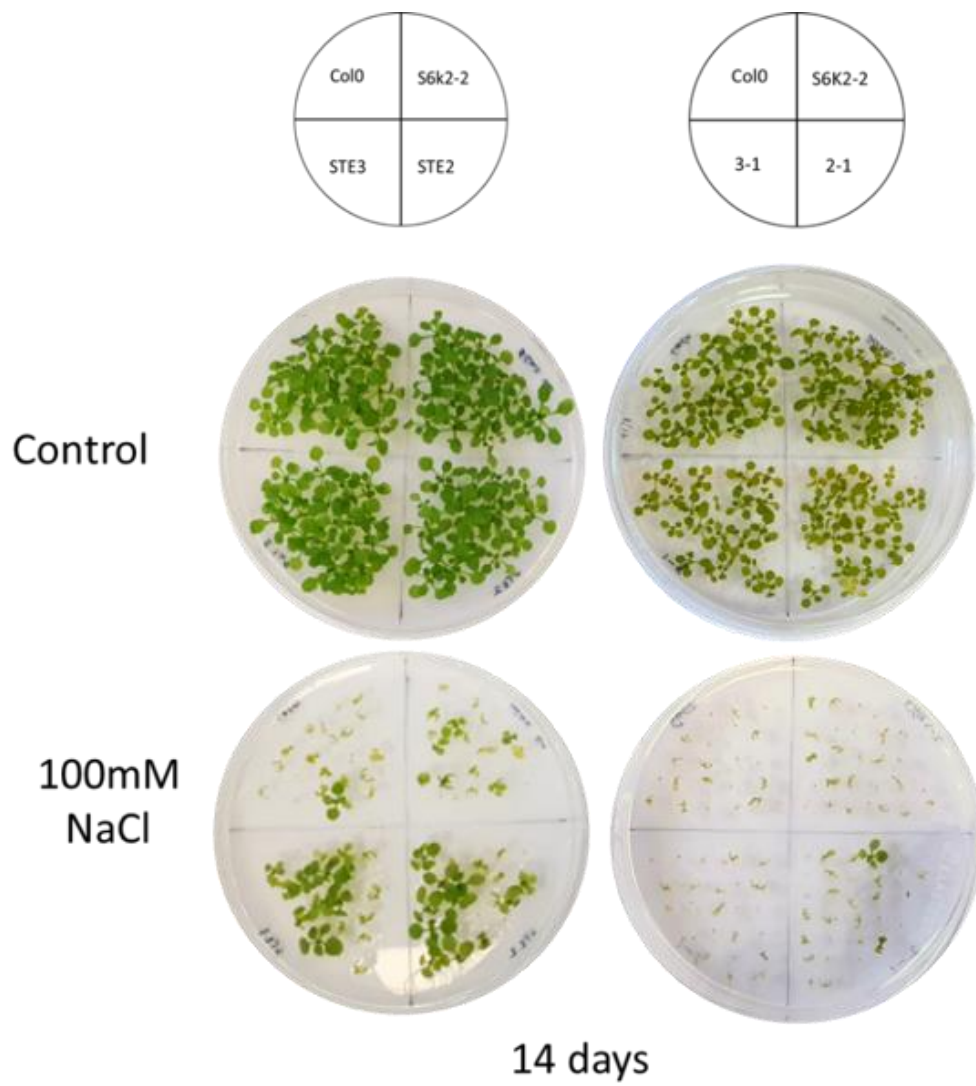 Col0
S6k2-2
STE3
STE2
Col0
S6K2-2
3-1
2-1
Control
100mM
NaCl
14 days